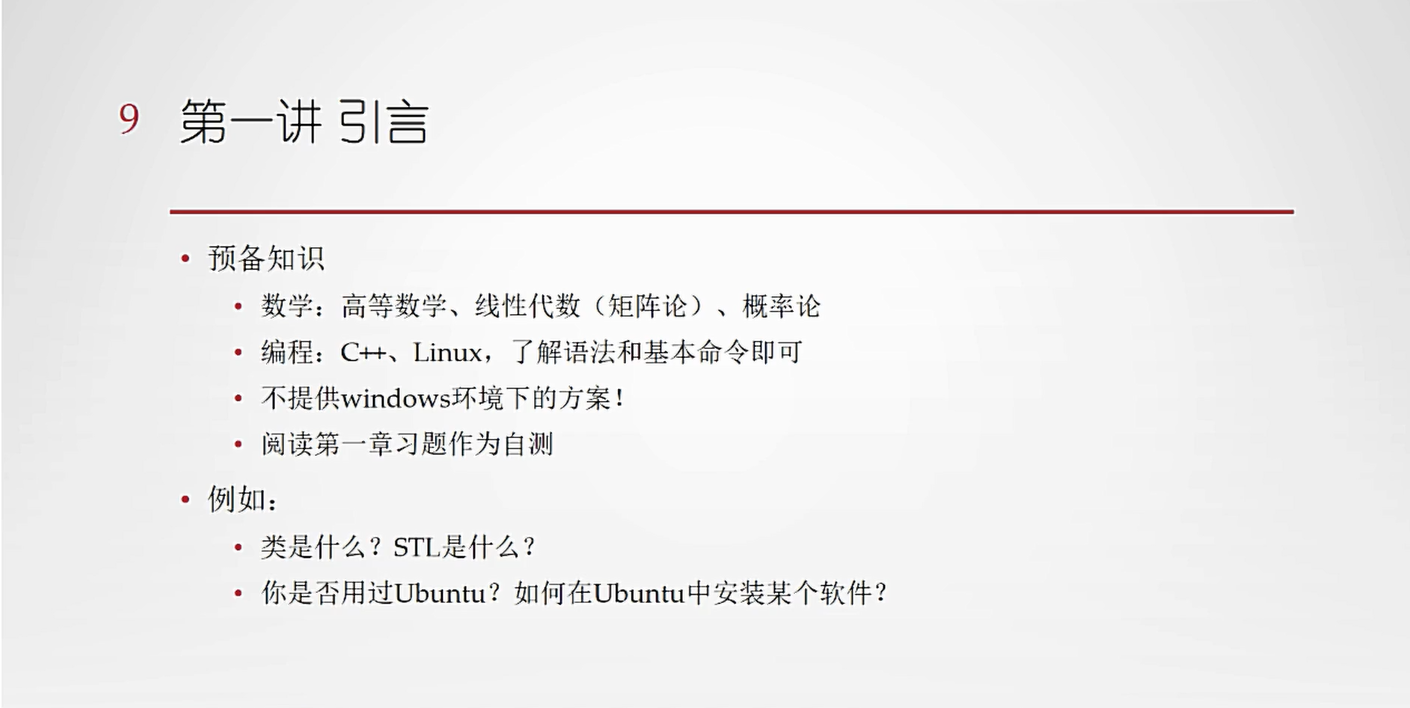 9 第一讲 引言
• 预备知识
• 数学：高等数学、线性代数（矩阵论）、概率论
• 编程：C++、Linux，了解语法和基本命令即可
• 不提供windows环境下的方案！
• 阅读第一章习题作为自测
• 例如：
• 类是什么？STL是什么？
• 你是否用过Ubuntu？如何在Ubuntu中安装某个软件？